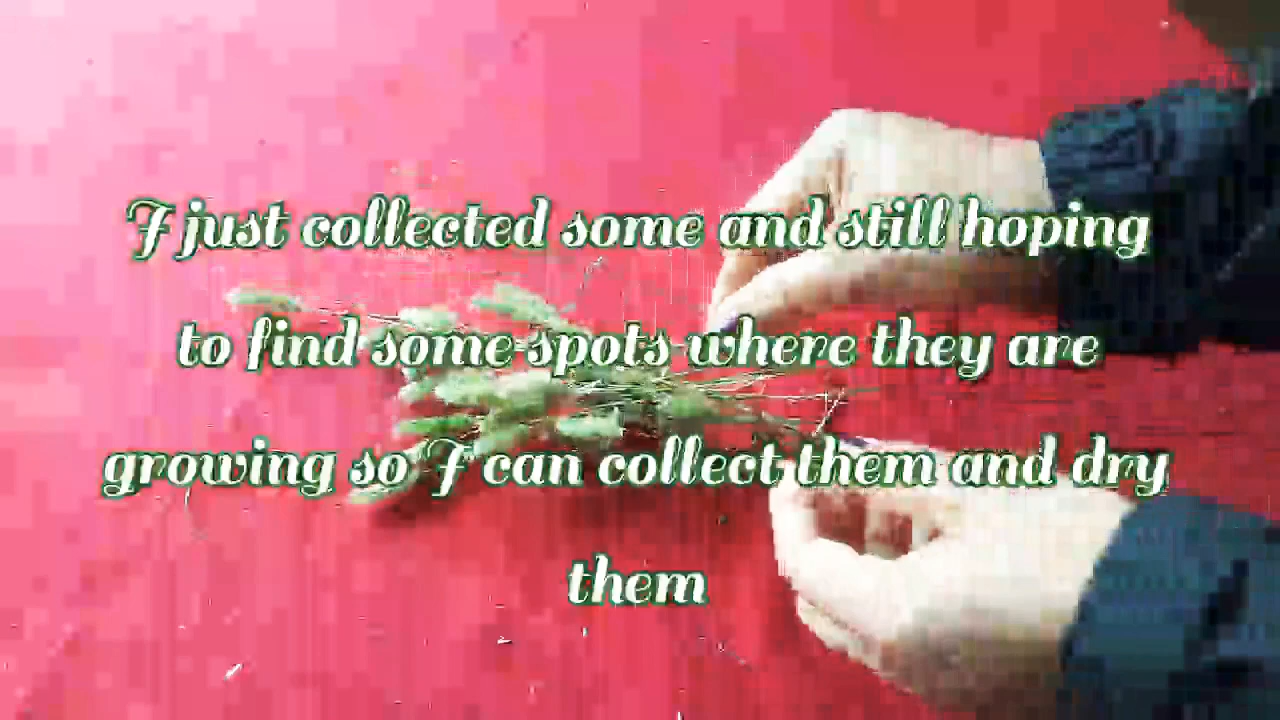 I just collected some and still hoping
to find some spots where they are
growing so I can collect them and dry
them